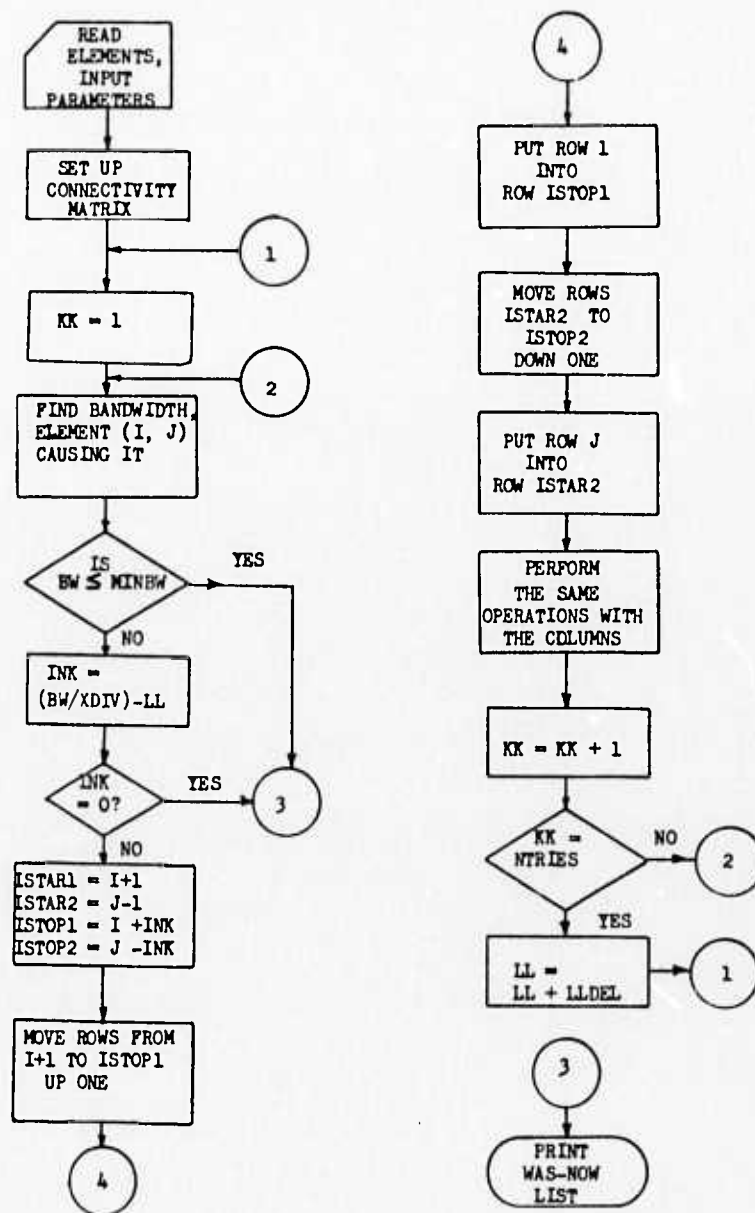 READ
ELEMENTS,
INPUT
PARAMETERS
SET UP
CONNECTIVITY
MATRIX
1
KK = 1
2
FIND BANDWIDTH,
ELEMENT (I, J)
CAUSING IT
IS
BW ≤ MINBW
YES
NO
INK =
(BW/XDIV)-LL
INK
= 0?
YES
3
NO
ISTAR1 = I+1
ISTAR2 = J-1
ISTOP1 = I +INK
ISTOP2 = J -INK
MOVE ROWS FROM
I+1 TO ISTOP1
UP ONE
4
4
PUT ROW 1
INTO
ROW ISTOP1
MOVE ROWS
ISTAR2 TO
ISTOP2
DOWN ONE
PUT ROW J
INTO
ROW ISTAR2
PERFORM
THE SAME
OPERATIONS WITH
THE COLUMNS
KK = KK + 1
KK =
NTRIES
NO
2
YES
LL =
LL + LLDEL
1
3
PRINT
WAS-NOW
LIST